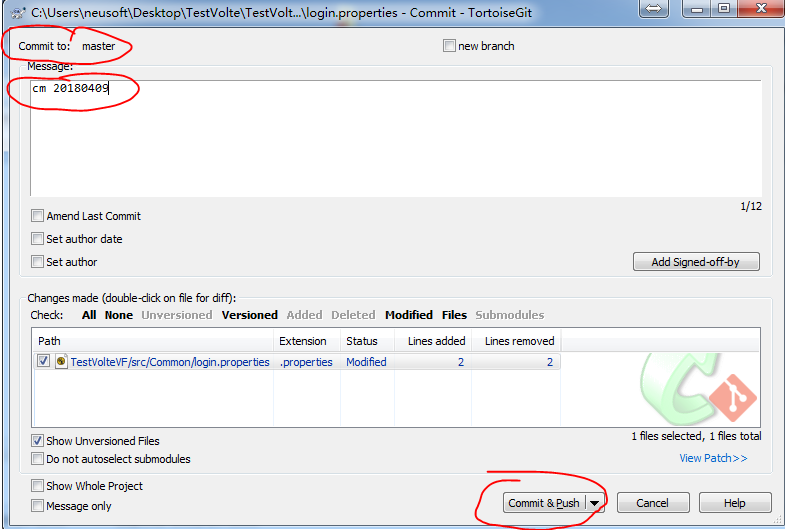 C:\Users\neusoft\Desktop\TestVolte\TestVolt...\login.properties - Commit - TortoiseGit
Commit to: master
new branch
Message:
cm 20180409
1/12
Amend Last Commit
Set author date
Set author
Add Signed-off-by
Changes made (double-click on file for diff):
Check: All None Unversioned Versioned Added Deleted Modified Files Submodules
Path Extension Status Lines added Lines removed
TestVolteVF/src/Common/login.properties .properties Modified 2 2
Show Unversioned Files
1 files selected, 1 files total
Do not autoselect submodules
View Patch>>
Show Whole Project
Message only
Commit & Push
Cancel
Help